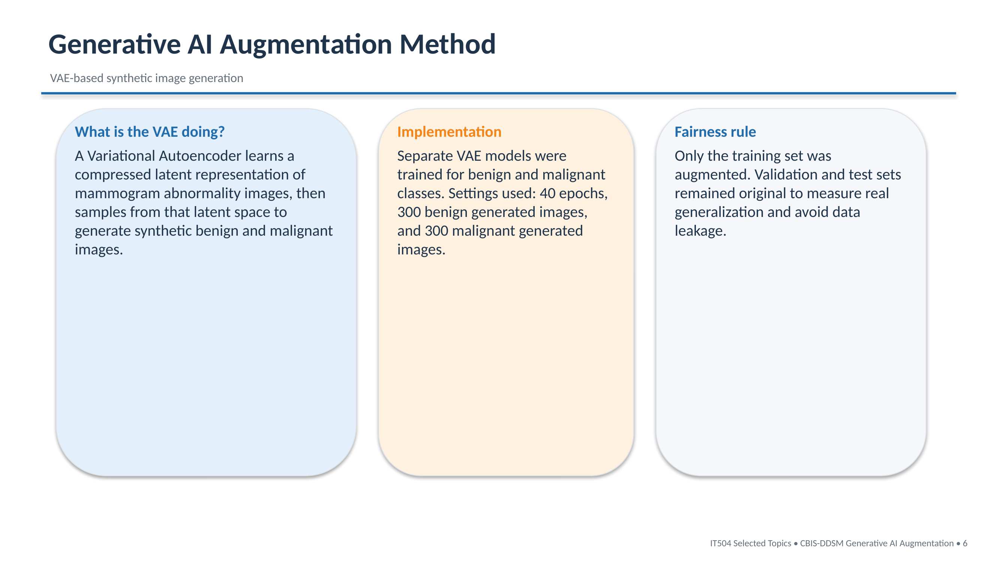 Generative AI Augmentation Method
VAE-based synthetic image generation
What is the VAE doing?
A Variational Autoencoder learns a
compressed latent representation of
mammogram abnormality images, then
samples from that latent space to
generate synthetic benign and malignant
images.
Implementation
Separate VAE models were
trained for benign and malignant
classes. Settings used: 40 epochs,
300 benign generated images,
and 300 malignant generated
images.
Fairness rule
Only the training set was
augmented. Validation and test sets
remained original to measure real
generalization and avoid data
leakage.
IT504 Selected Topics • CBIS-DDSM Generative AI Augmentation • 6